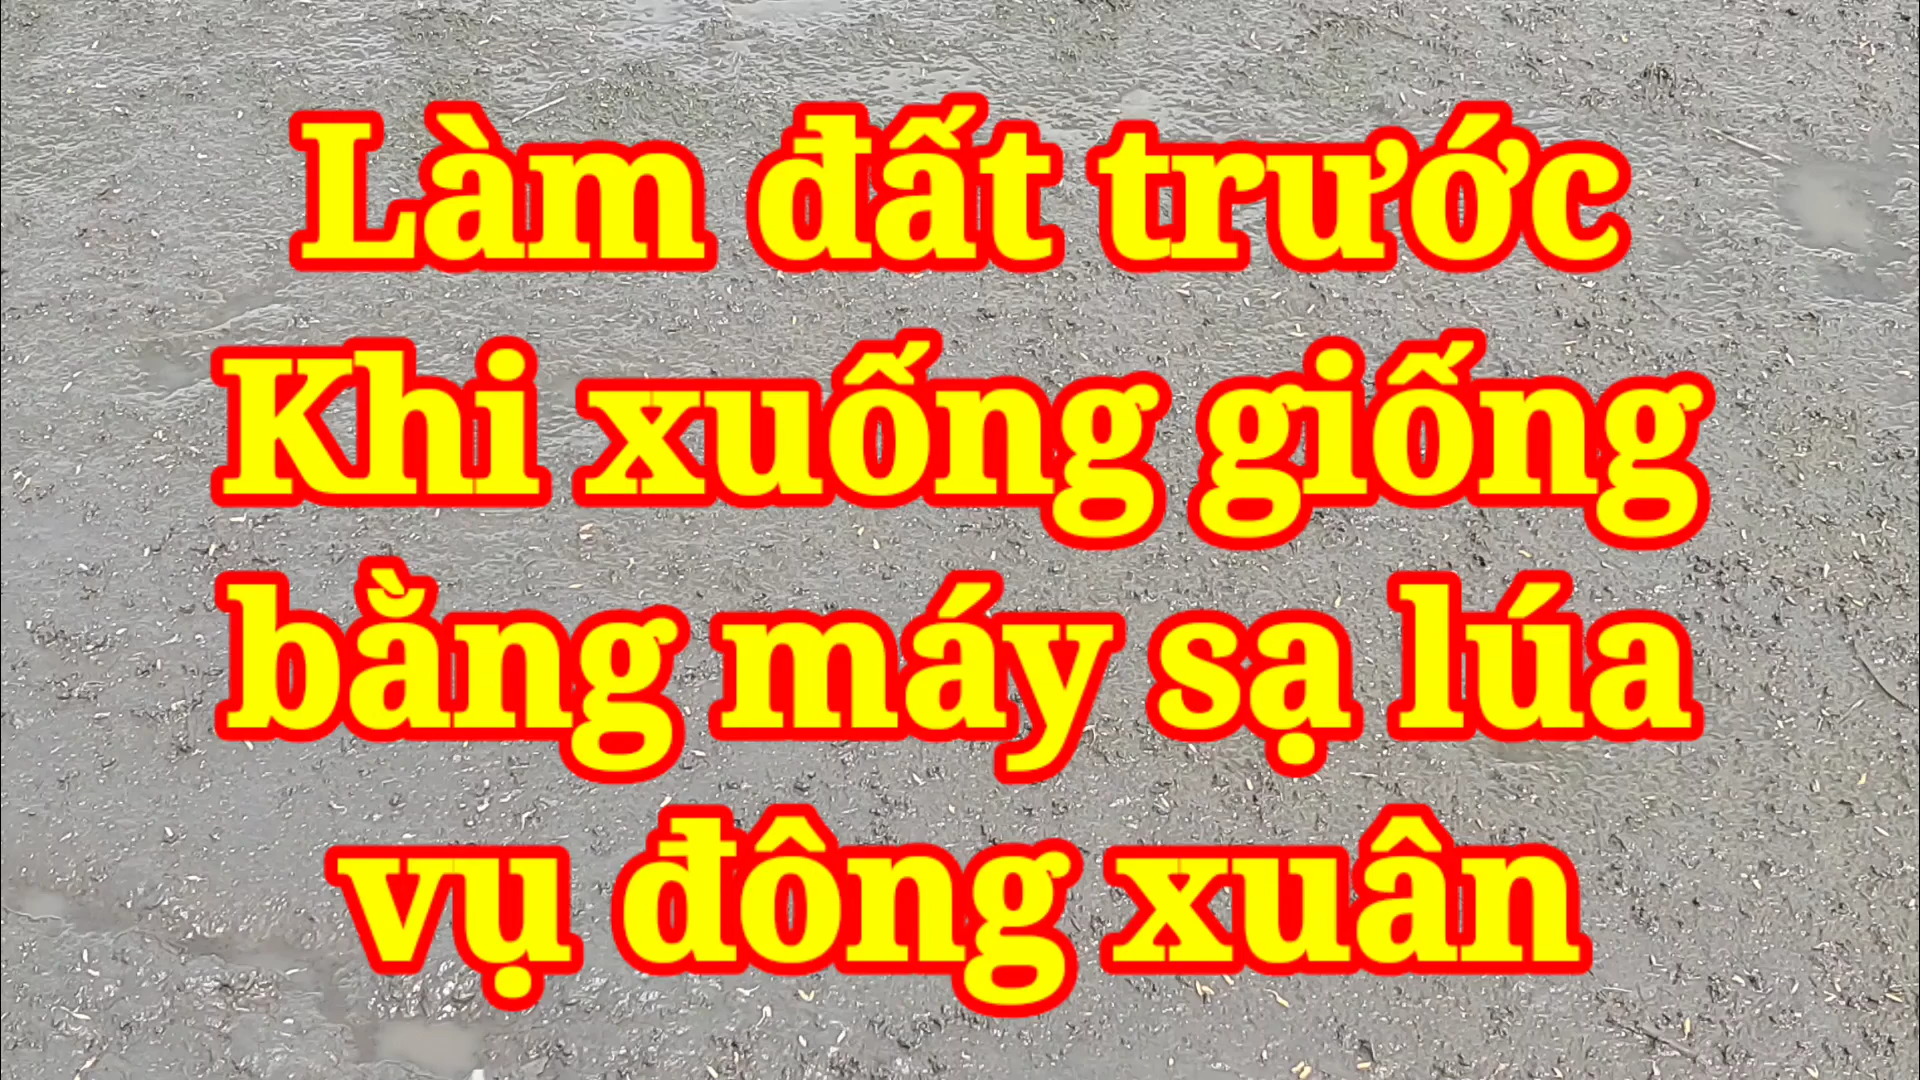 Làm đất trước
Khi xuống giống
bằng máy sạ lúa
vụ đông xuân